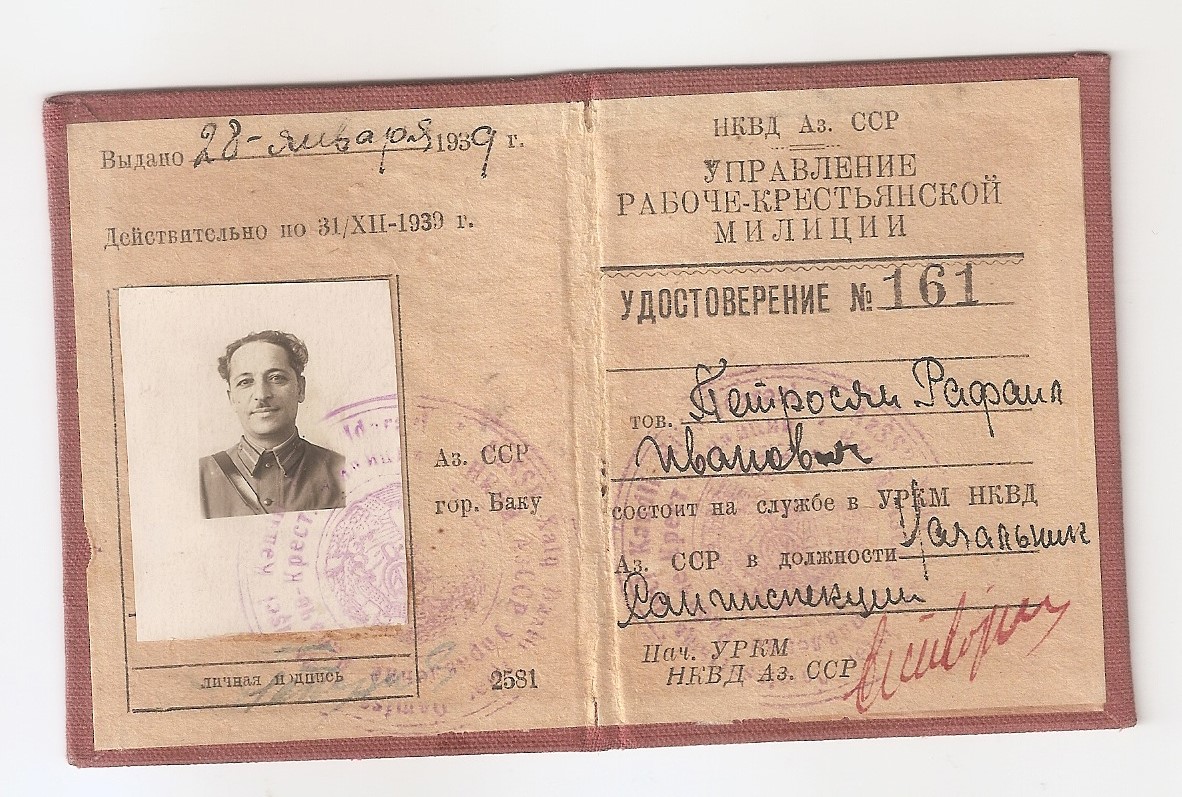 Выдано 28-января 1939 г.
Действительно по 31/XII-1939 г.
Аз. ССР
гор. Баку
личная подпись
2581
НКВД Аз. ССР
УПРАВЛЕНИЕ
РАБОЧЕ-КРЕСТЬЯНСКОЙ
МИЛИЦИИ
УДОСТОВЕРЕНИЕ № 161
тов. Петросян Рафаил
Иванович
состоит на службе в УРКМ НКВД
Аз. ССР в должности Начальник
Санинспекции
Нач. УРКМ
НКВД Аз. ССР